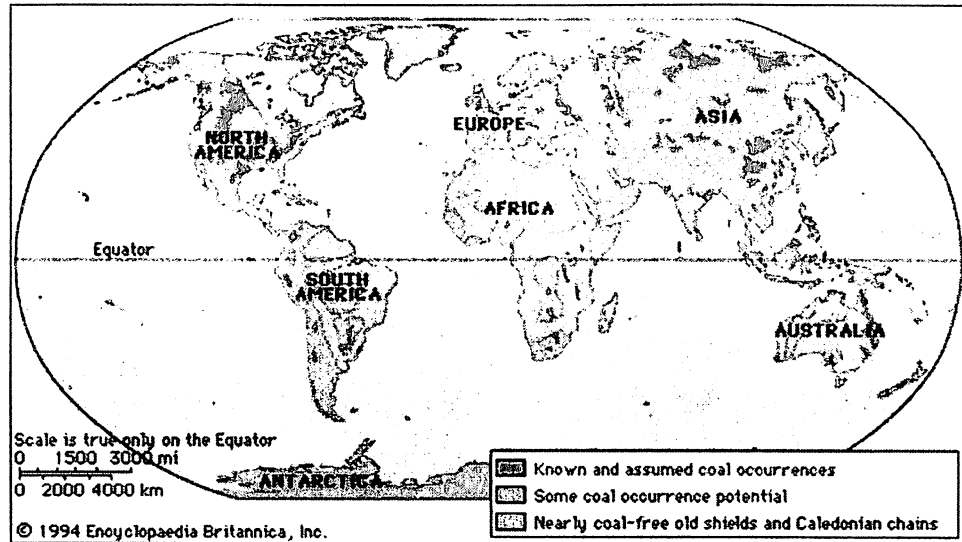 NORTH
AMERICA
EUROPE
ASIA
AFRICA
Equator
SOUTH
AMERICA
AUSTRALIA
Scale is true only on the Equator
0 1500 3000 mi
0 2000 4000 km
ANTARCTICA
Known and assumed coal occurrences
Some coal occurrence potential
Nearly coal-free old shields and Caledonian chains
© 1994 Encyclopaedia Britannica, Inc.